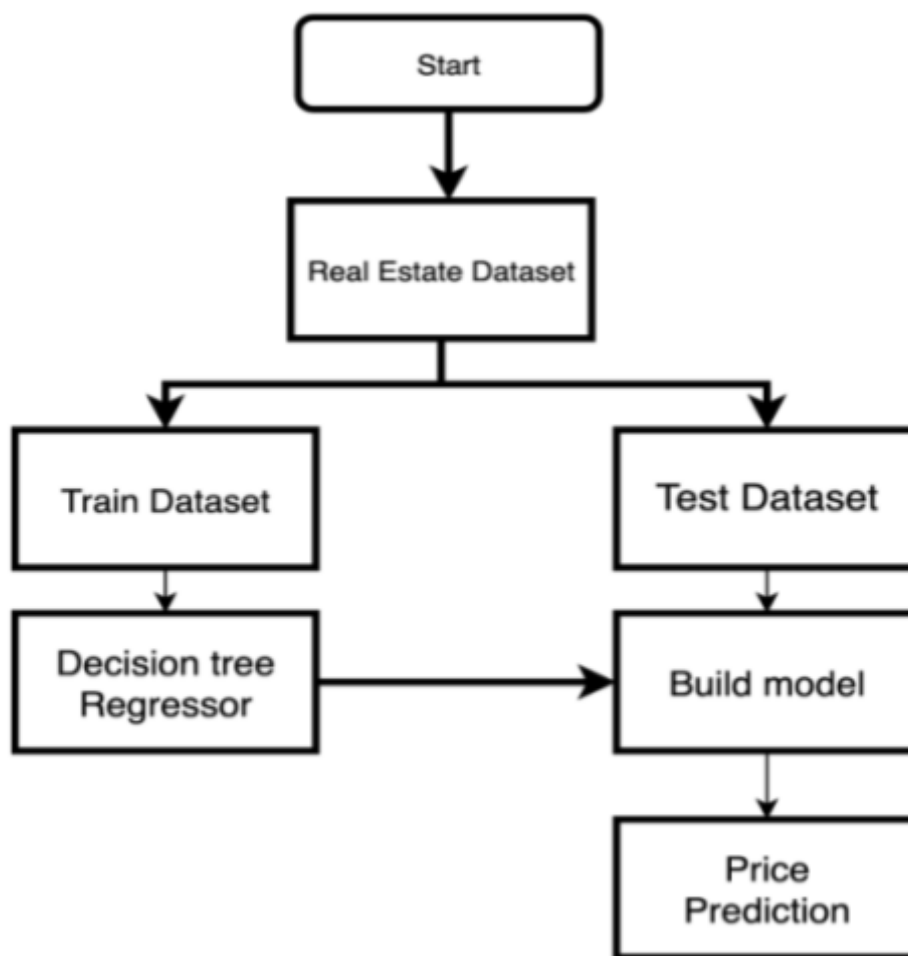 Start
Real Estate Dataset
Train Dataset
Test Dataset
Decision tree
Regressor
Build model
Price
Prediction